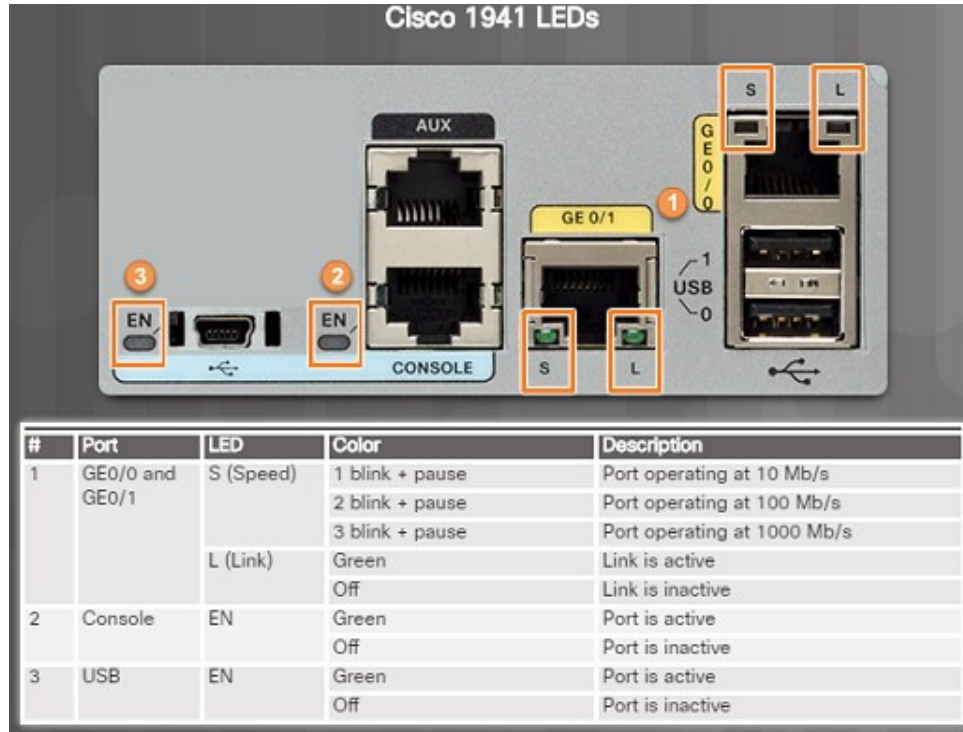 Cisco 1941 LEDs
S L
AUX
GE0/0
1
GE 0/1
3
2
1
USB
0
EN
EN
CONSOLE
S L
# Port LED Color Description
1 GE0/0 and GE0/1 S (Speed) 1 blink + pause Port operating at 10 Mb/s
2 blink + pause Port operating at 100 Mb/s
3 blink + pause Port operating at 1000 Mb/s
L (Link) Green Link is active
Off Link is inactive
2 Console EN Green Port is active
Off Port is inactive
3 USB EN Green Port is active
Off Port is inactive